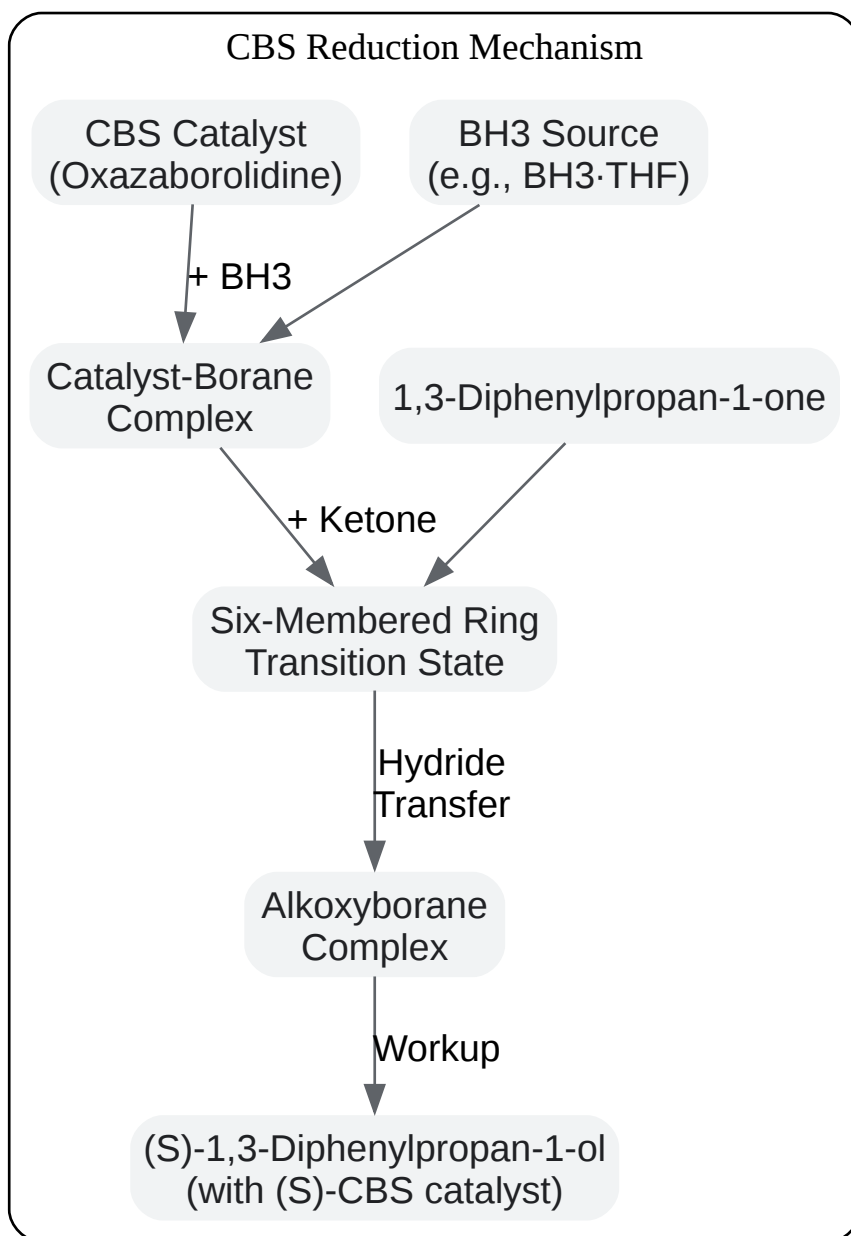 CBS Reduction Mechanism
CBS Catalyst
(Oxazaborolidine)
BH3 Source
(e.g., BH3·THF)
+ BH3
Catalyst-Borane
Complex
1,3-Diphenylpropan-1-one
+ Ketone
Six-Membered Ring
Transition State
Hydride
Transfer
Alkoxyborane
Complex
Workup
(S)-1,3-Diphenylpropan-1-ol
(with (S)-CBS catalyst)